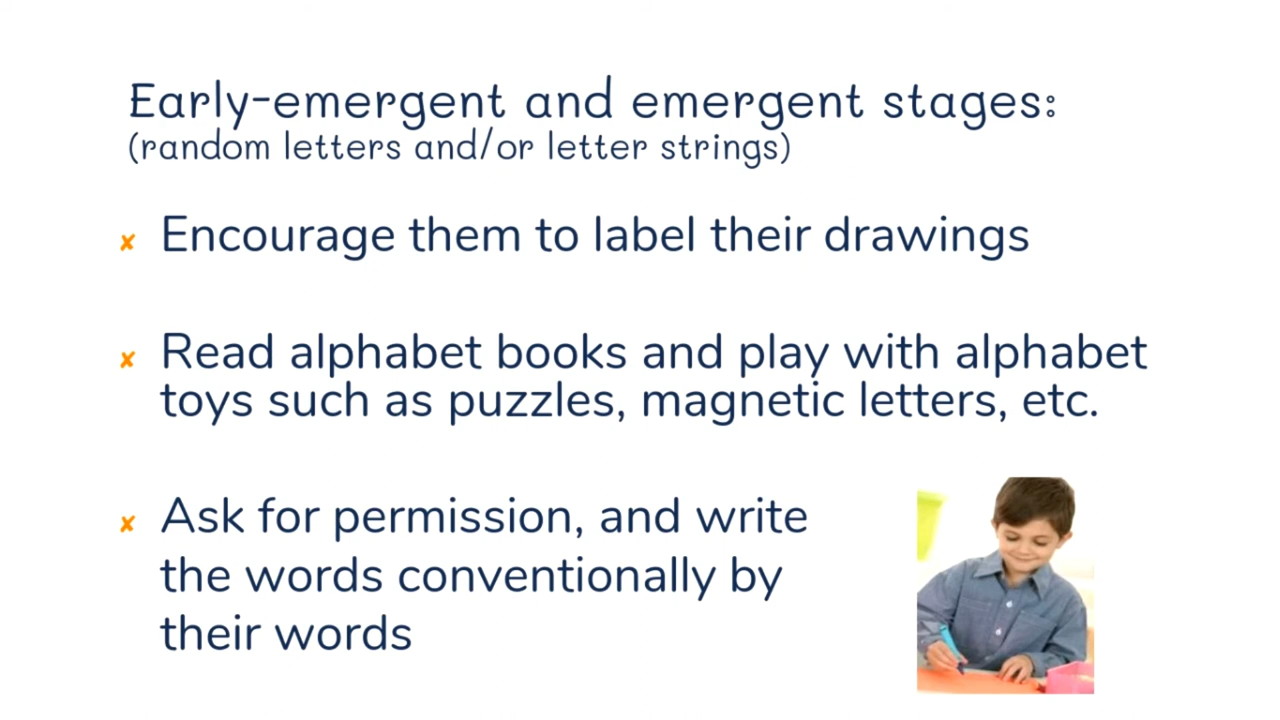 Early-emergent and emergent stages:
(random letters and/or letter strings)
✘ Encourage them to label their drawings
✘ Read alphabet books and play with alphabet
toys such as puzzles, magnetic letters, etc.
✘ Ask for permission, and write
the words conventionally by
their words